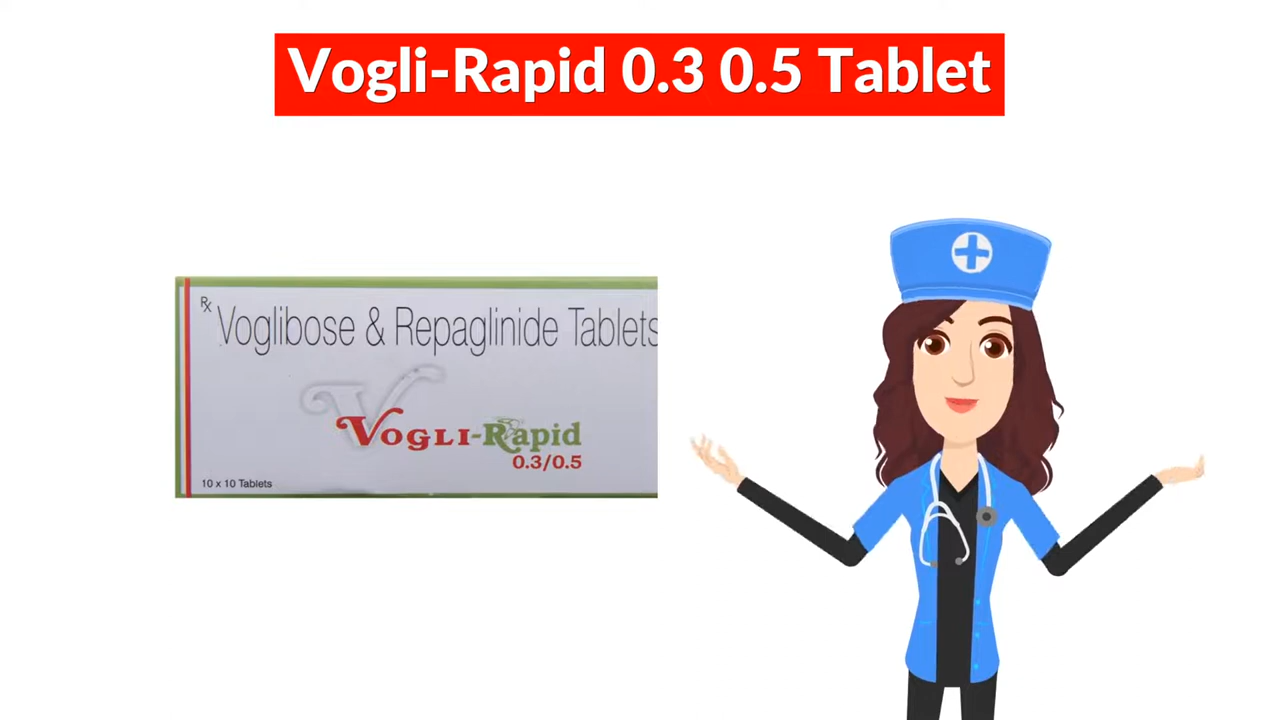 Vogli-Rapid 0.3 0.5 Tablet
Rx
Voglibose & Repaglinide Tablets
VOGLI-Rapid
0.3/0.5
10 x 10 Tablets